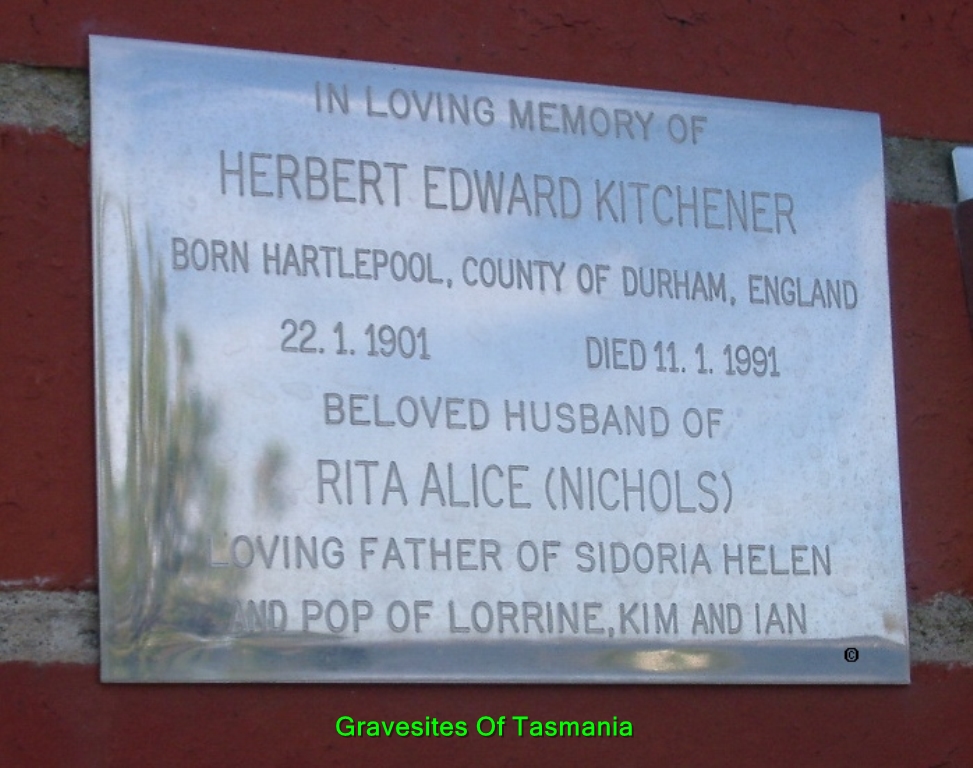 IN LOVING MEMORY OF
HERBERT EDWARD KITCHENER
BORN HARTLEPOOL, COUNTY OF DURHAM, ENGLAND
22. 1. 1901 DIED 11. 1. 1991
BELOVED HUSBAND OF
RITA ALICE (NICHOLS)
LOVING FATHER OF SIDORIA HELEN
AND POP OF LORRINE, KIM AND IAN
©
Gravesites Of Tasmania